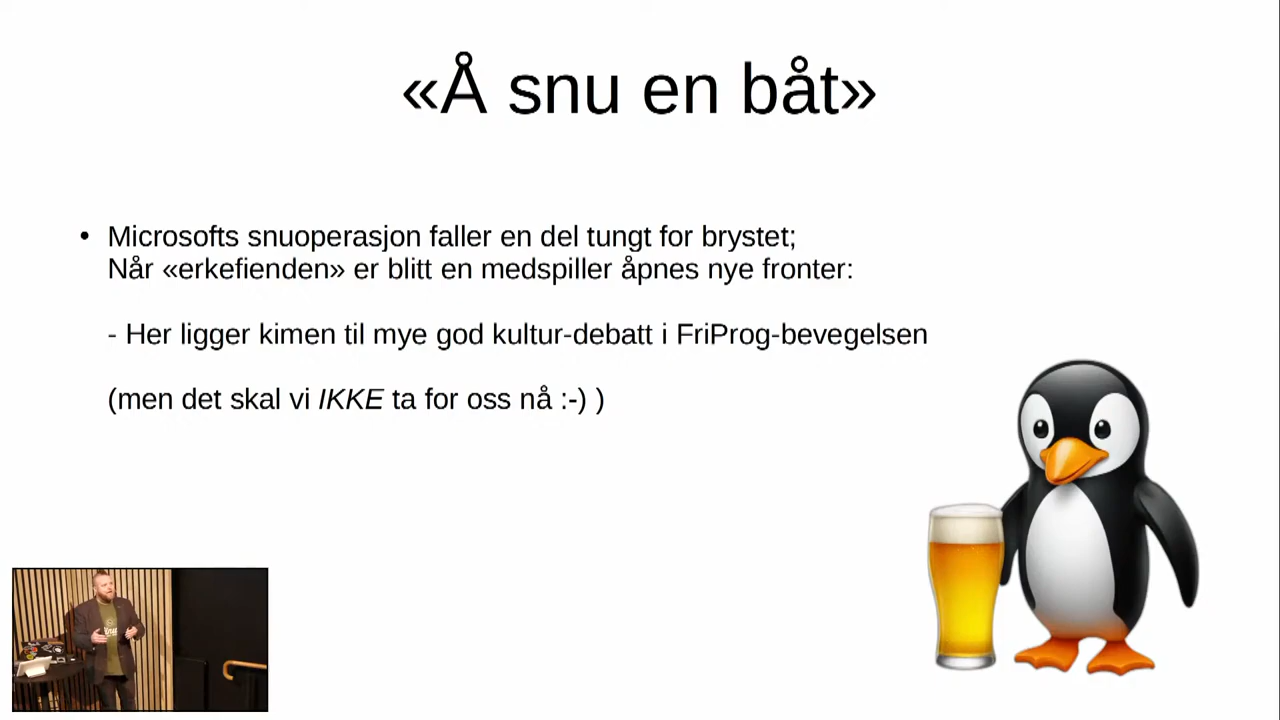 «Å snu en båt»
• Microsofts snuoperasjon faller en del tungt for brystet;
Når «erkefienden» er blitt en medspiller åpnes nye fronter:
- Her ligger kimen til mye god kultur-debatt i FriProg-bevegelsen
(men det skal vi IKKE ta for oss nå :-) )